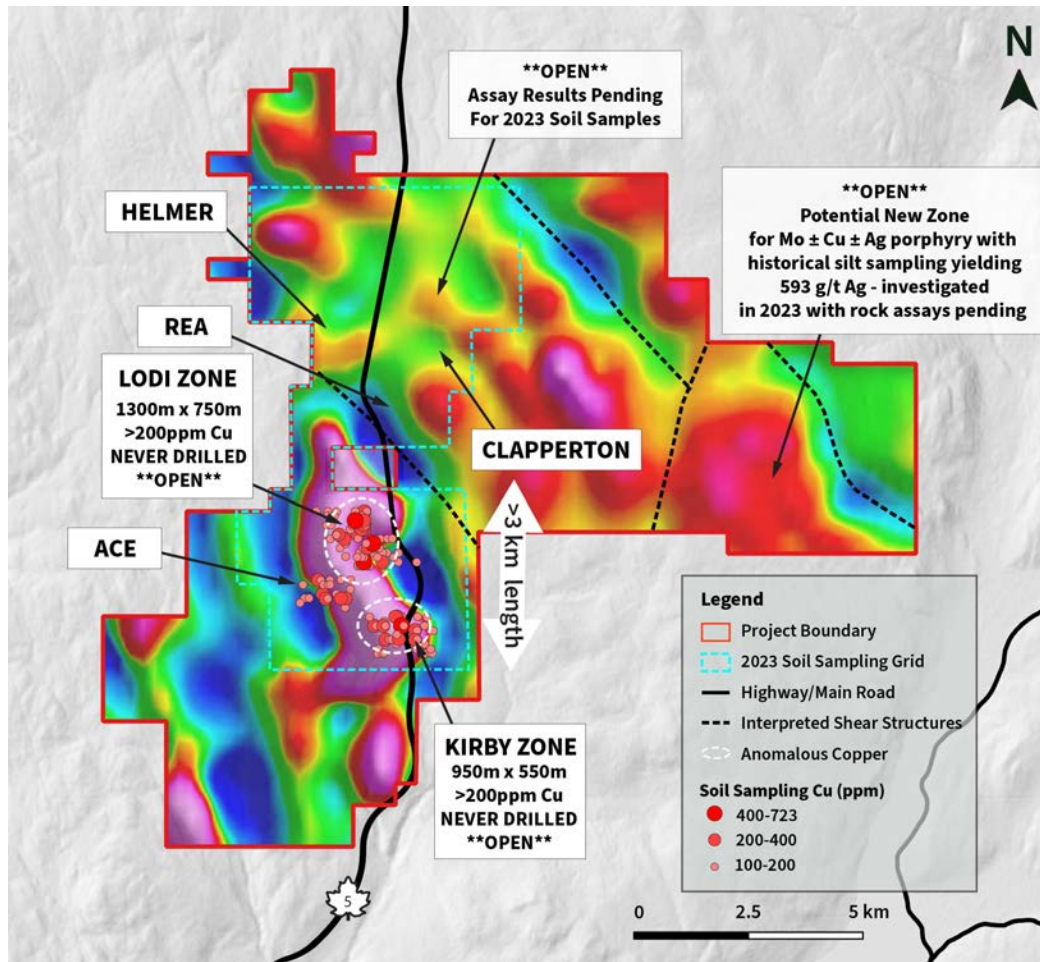 N
**OPEN**
Assay Results Pending
For 2023 Soil Samples
**OPEN**
Potential New Zone
for Mo ± Cu ± Ag porphyry with
historical silt sampling yielding
593 g/t Ag - investigated
in 2023 with rock assays pending
HELMER
REA
LODI ZONE
1300m x 750m
>200ppm Cu
NEVER DRILLED
**OPEN**
CLAPPERTON
ACE
>3 km length
KIRBY ZONE
950m x 550m
>200ppm Cu
NEVER DRILLED
**OPEN**
Legend
Project Boundary
2023 Soil Sampling Grid
Highway/Main Road
Interpreted Shear Structures
Anomalous Copper
Soil Sampling Cu (ppm)
400-723
200-400
100-200
5
0 2.5 5 km